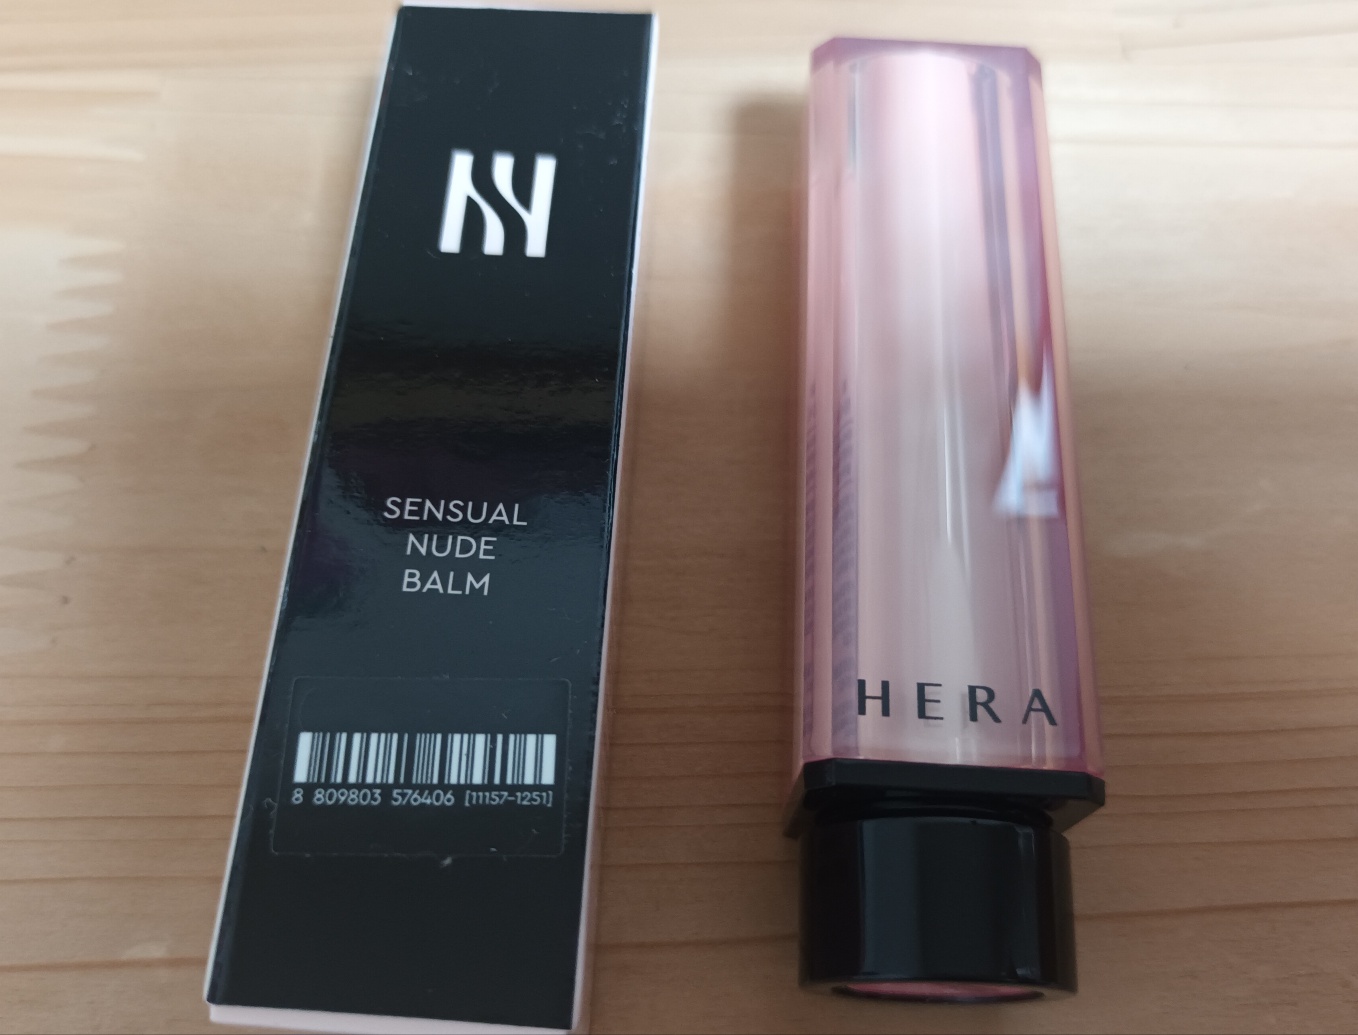 SENSUAL
NUDE
BALM
8 809803 576406 [11157-1251]
HERA